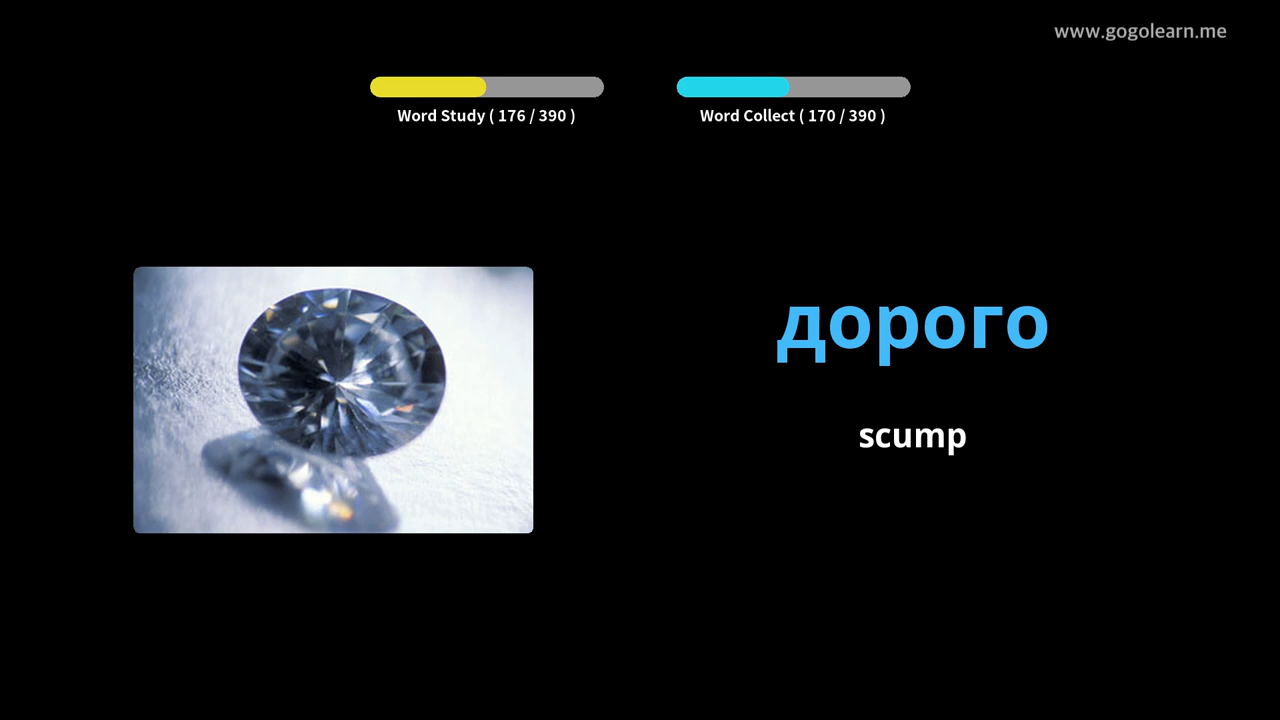 www.gogolearn.me
Word Study ( 176 / 390 )
Word Collect ( 170 / 390 )
дорого
scump